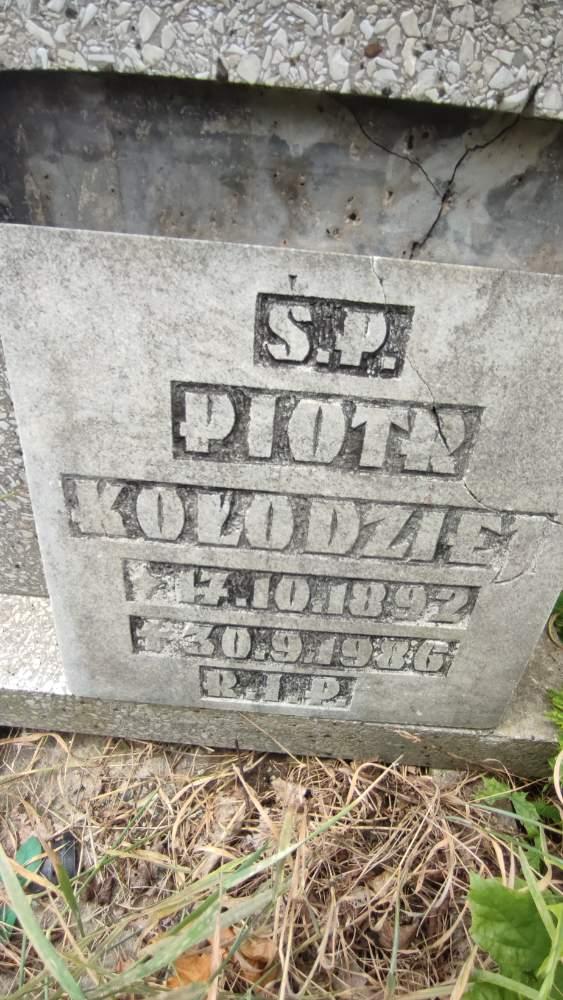 Ś.P.
PIOTR
KOŁODZIEJ
* 17.10.1892
† 30.9.1986
R.I.P.